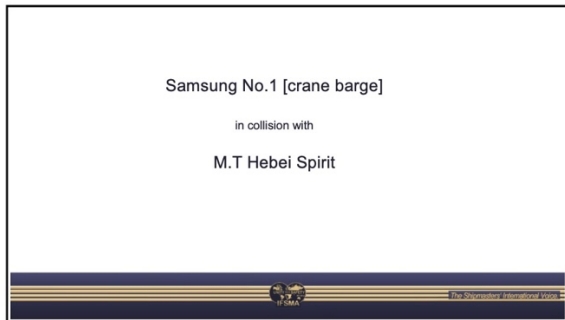 Samsung No.1 [crane barge]
in collision with
M.T Hebei Spirit
IFSMA
The Shipmasters' International Voice